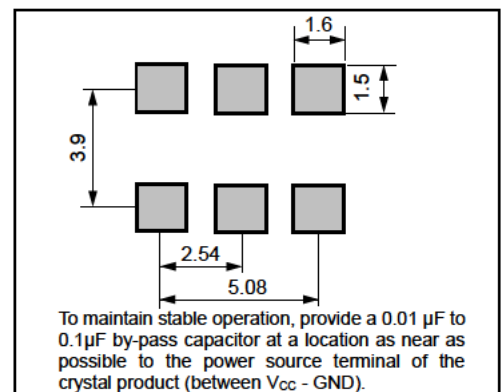 1.6
1.5
3.9
2.54
5.08
To maintain stable operation, provide a 0.01 µF to
0.1µF by-pass capacitor at a location as near as
possible to the power source terminal of the
crystal product (between VCC - GND).